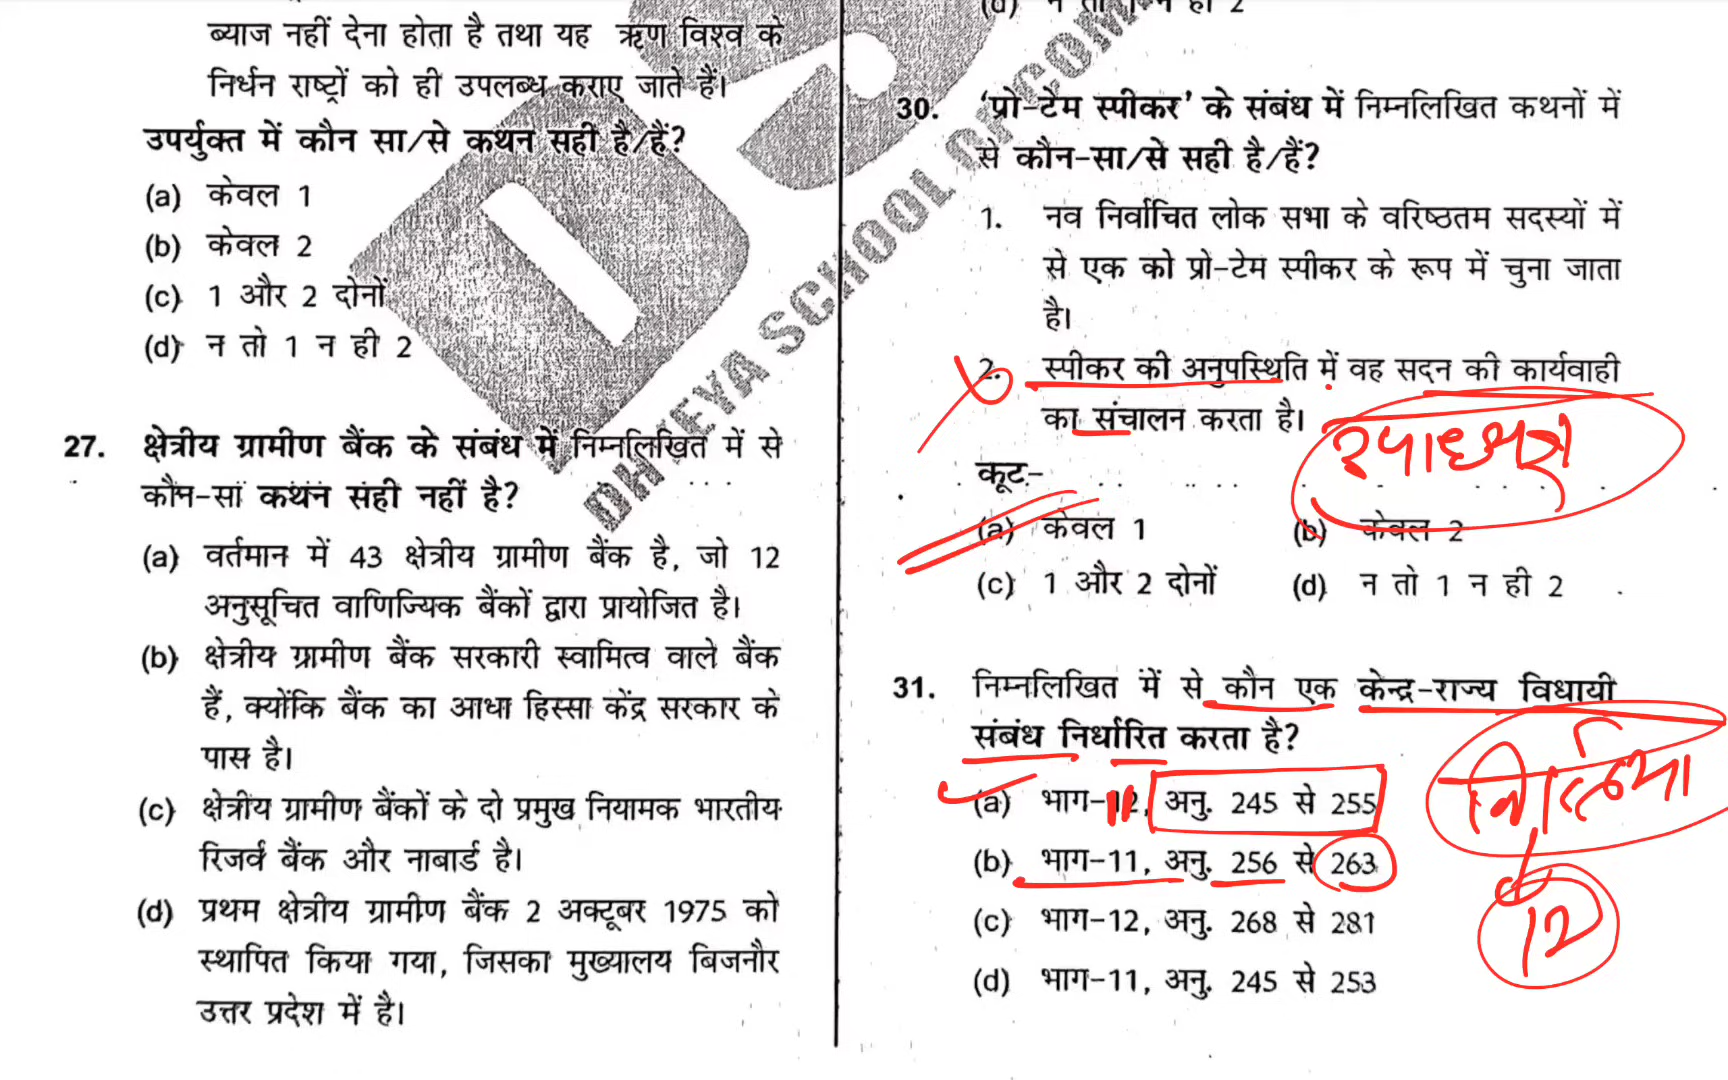 ब्याज नहीं देना होता है तथा यह ऋण विश्व के
निर्धन राष्ट्रों को ही उपलब्ध कराए जाते हैं।
उपर्युक्त में कौन सा/से कथन सही है/हैं?
(a) केवल 1
(b) केवल 2
(c) 1 और 2 दोनों
(d) न तो 1 न ही 2
27. क्षेत्रीय ग्रामीण बैंक के संबंध में निम्नलिखित में से
कौन-सा कथन सही नहीं है?
(a) वर्तमान में 43 क्षेत्रीय ग्रामीण बैंक है, जो 12
अनुसूचित वाणिज्यिक बैंकों द्वारा प्रायोजित है।
(b) क्षेत्रीय ग्रामीण बैंक सरकारी स्वामित्व वाले बैंक
हैं, क्योंकि बैंक का आधा हिस्सा केंद्र सरकार के
पास है।
(c) क्षेत्रीय ग्रामीण बैंकों के दो प्रमुख नियामक भारतीय
रिजर्व बैंक और नाबार्ड है।
(d) प्रथम क्षेत्रीय ग्रामीण बैंक 2 अक्टूबर 1975 को
स्थापित किया गया, जिसका मुख्यालय बिजनौर
उत्तर प्रदेश में है।
DHYEYA SCHOOL OF COM
(d) न तो 1 न ही 2
30. 'प्रो-टेम स्पीकर' के संबंध में निम्नलिखित कथनों में
से कौन-सा/से सही है/हैं?
1. नव निर्वाचित लोक सभा के वरिष्ठतम सदस्यों में
से एक को प्रो-टेम स्पीकर के रूप में चुना जाता
है।
2. स्पीकर की अनुपस्थिति में वह सदन की कार्यवाही
का संचालन करता है।
कूट-
(a) केवल 1 (b) केवल 2
(c) 1 और 2 दोनों (d) न तो 1 न ही 2
31. निम्नलिखित में से कौन एक केन्द्र-राज्य विधायी
संबंध निर्धारित करता है?
(a) भाग-12, अनु. 245 से 255
11
(b) भाग-11, अनु. 256 से 263
(c) भाग-12, अनु. 268 से 281
(d) भाग-11, अनु. 245 से 253
12